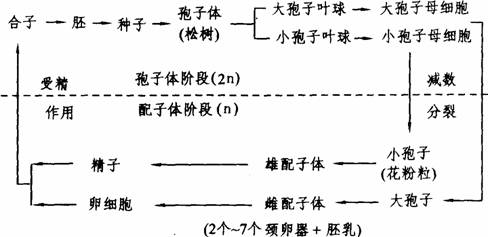 合子 → 胚 → 种子 → 孢子体(松树)
大孢子叶球 → 大孢子母细胞
小孢子叶球 → 小孢子母细胞
受精 孢子体阶段(2n) 减数
作用 配子体阶段(n) 分裂
精子 ← 雄配子体 ← 小孢子(花粉粒)
卵细胞 ← 雌配子体 ← 大孢子
(2个~7个颈卵器+胚乳)